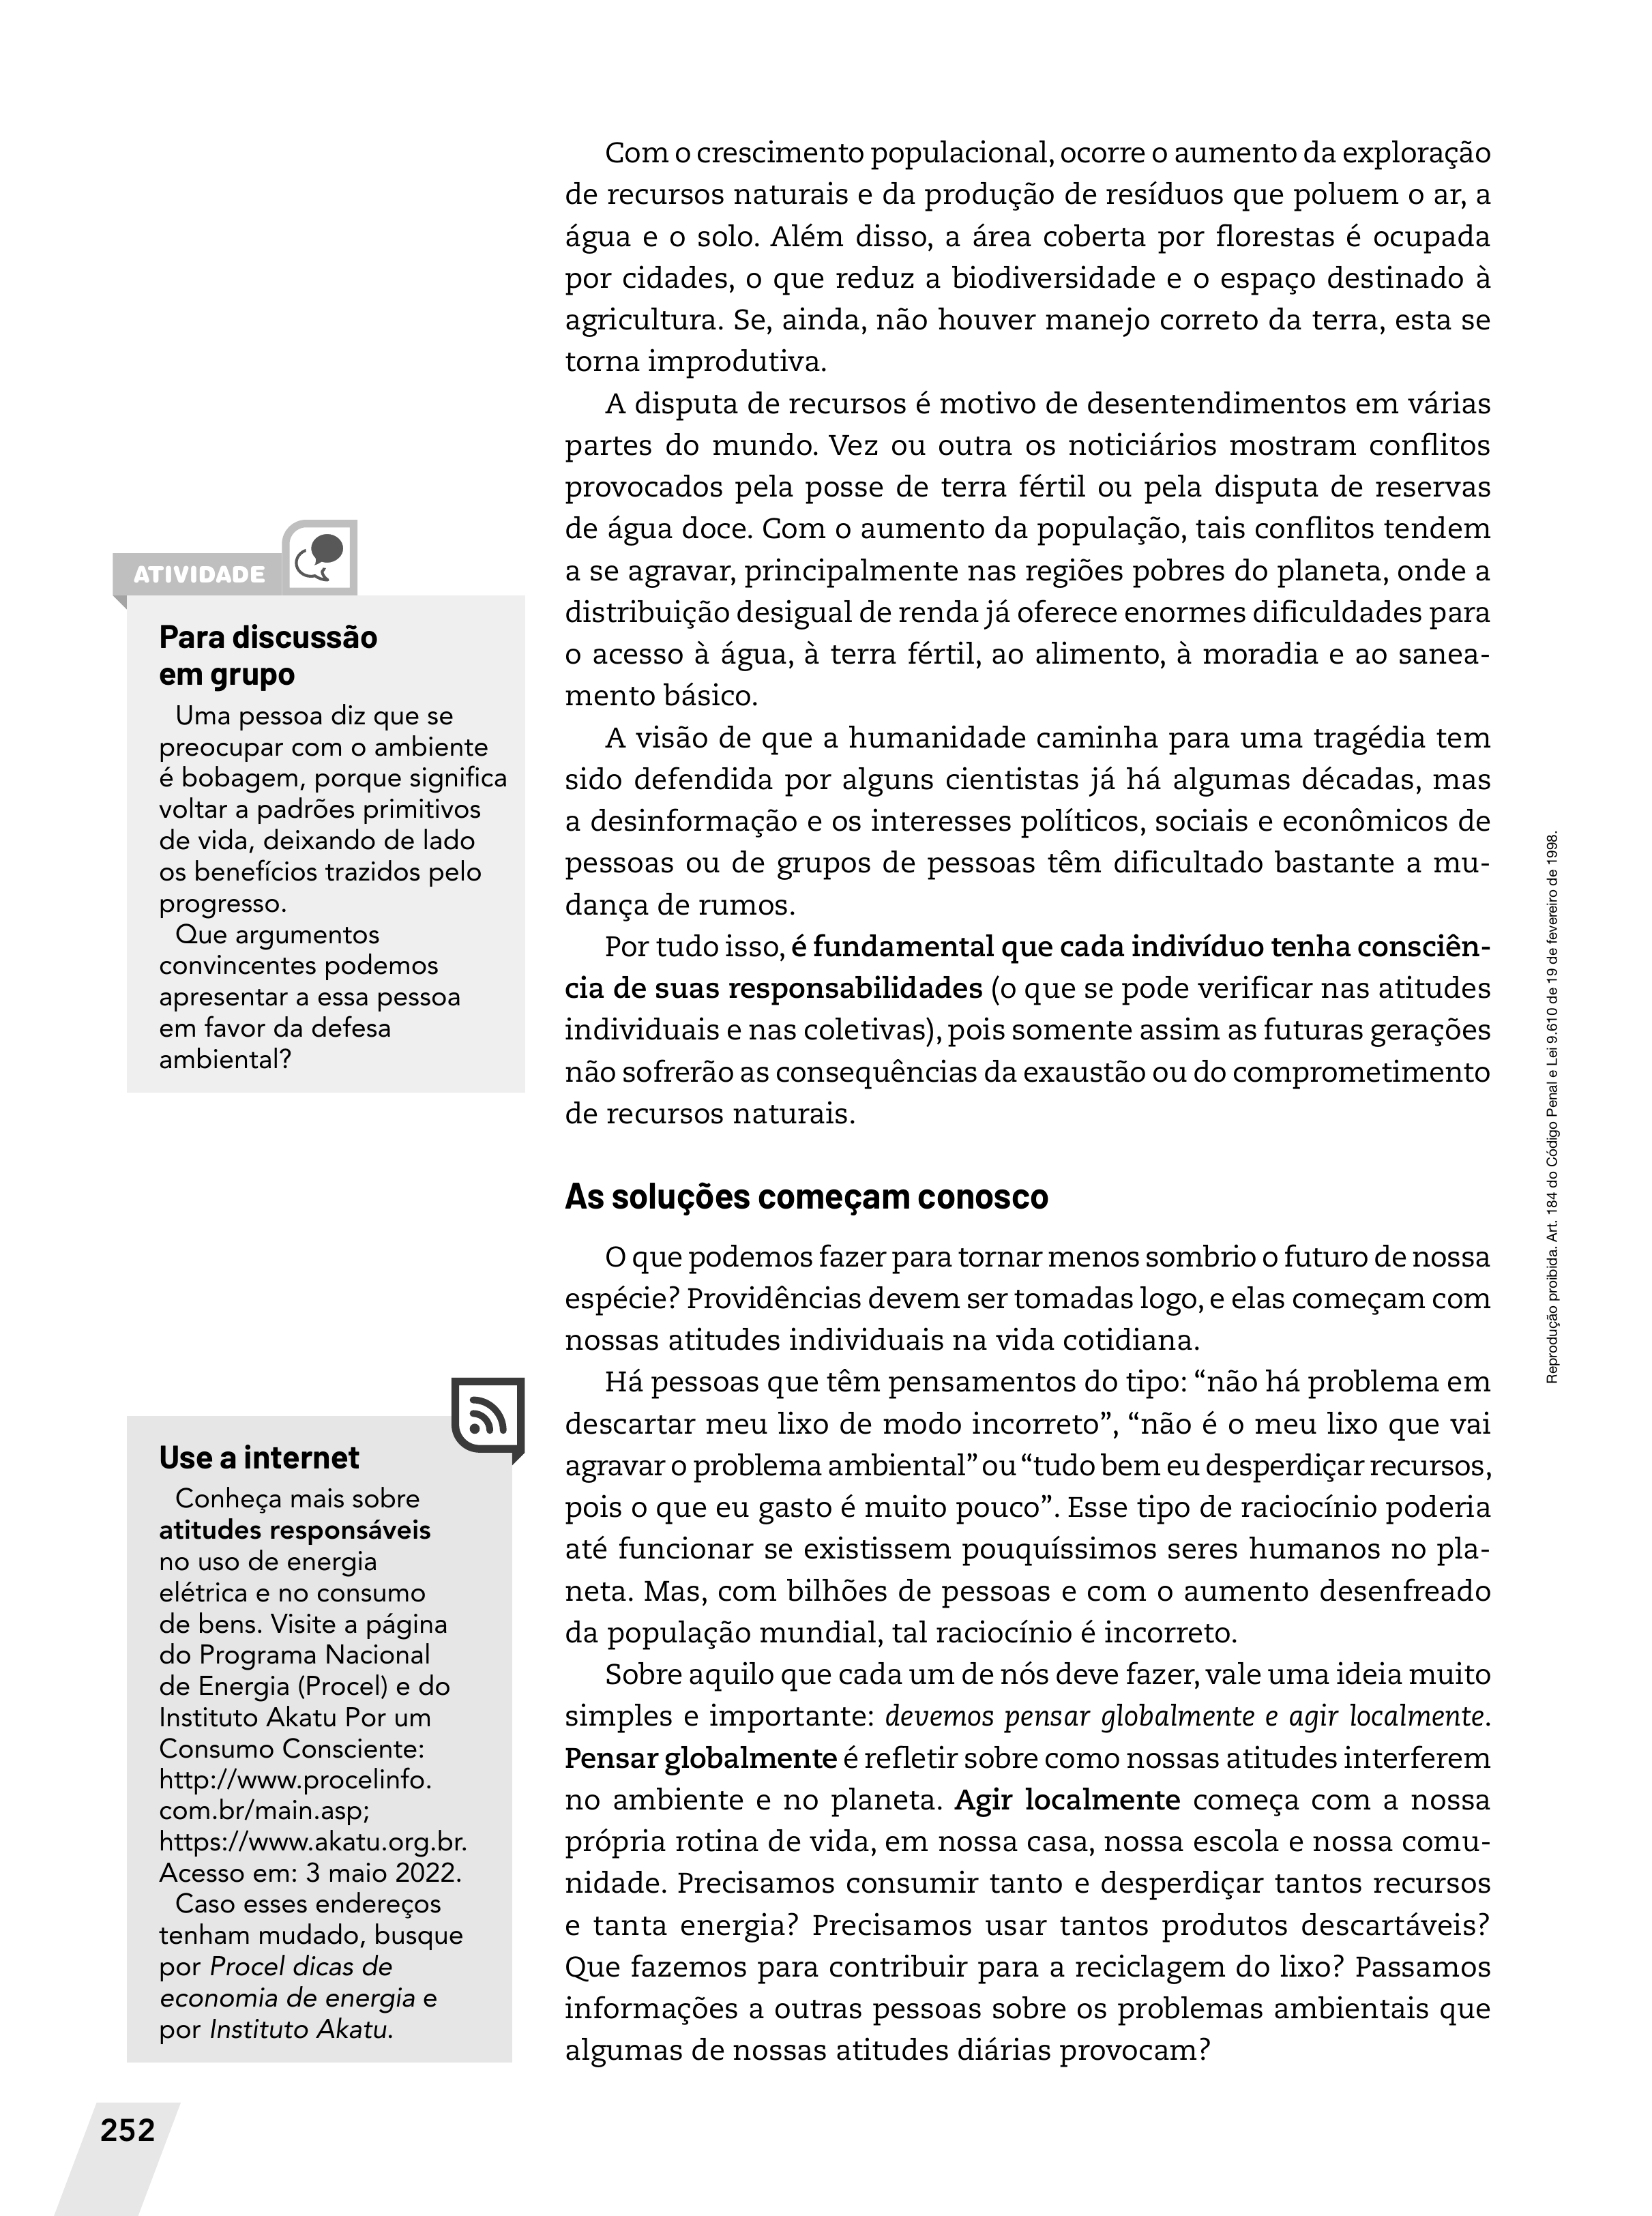 Com o crescimento populacional, ocorre o aumento da exploração
de recursos naturais e da produção de resíduos que poluem o ar, a
água e o solo. Além disso, a área coberta por florestas é ocupada
por cidades, o que reduz a biodiversidade e o espaço destinado à
agricultura. Se, ainda, não houver manejo correto da terra, esta se
torna improdutiva.
A disputa de recursos é motivo de desentendimentos em várias
partes do mundo. Vez ou outra os noticiários mostram conflitos
provocados pela posse de terra fértil ou pela disputa de reservas
de água doce. Com o aumento da população, tais conflitos tendem
a se agravar, principalmente nas regiões pobres do planeta, onde a
distribuição desigual de renda já oferece enormes dificuldades para
o acesso à água, à terra fértil, ao alimento, à moradia e ao sanea-
mento básico.
A visão de que a humanidade caminha para uma tragédia tem
sido defendida por alguns cientistas já há algumas décadas, mas
a desinformação e os interesses políticos, sociais e econômicos de
pessoas ou de grupos de pessoas têm dificultado bastante a mu-
dança de rumos.
Por tudo isso, é fundamental que cada indivíduo tenha consciên-
cia de suas responsabilidades (o que se pode verificar nas atitudes
individuais e nas coletivas), pois somente assim as futuras gerações
não sofrerão as consequências da exaustão ou do comprometimento
de recursos naturais.
ATIVIDADE
Para discussão
em grupo
Uma pessoa diz que se
preocupar com o ambiente
é bobagem, porque significa
voltar a padrões primitivos
de vida, deixando de lado
os benefícios trazidos pelo
progresso.
Que argumentos
convincentes podemos
apresentar a essa pessoa
em favor da defesa
ambiental?
As soluções começam conosco
O que podemos fazer para tornar menos sombrio o futuro de nossa
espécie? Providências devem ser tomadas logo, e elas começam com
nossas atitudes individuais na vida cotidiana.
Há pessoas que têm pensamentos do tipo: “não há problema em
descartar meu lixo de modo incorreto”, “não é o meu lixo que vai
agravar o problema ambiental” ou “tudo bem eu desperdiçar recursos,
pois o que eu gasto é muito pouco”. Esse tipo de raciocínio poderia
até funcionar se existissem pouquíssimos seres humanos no pla-
neta. Mas, com bilhões de pessoas e com o aumento desenfreado
da população mundial, tal raciocínio é incorreto.
Sobre aquilo que cada um de nós deve fazer, vale uma ideia muito
simples e importante: devemos pensar globalmente e agir localmente.
Pensar globalmente é refletir sobre como nossas atitudes interferem
no ambiente e no planeta. Agir localmente começa com a nossa
própria rotina de vida, em nossa casa, nossa escola e nossa comu-
nidade. Precisamos consumir tanto e desperdiçar tantos recursos
e tanta energia? Precisamos usar tantos produtos descartáveis?
Que fazemos para contribuir para a reciclagem do lixo? Passamos
informações a outras pessoas sobre os problemas ambientais que
algumas de nossas atitudes diárias provocam?
Use a internet
Conheça mais sobre
atitudes responsáveis
no uso de energia
elétrica e no consumo
de bens. Visite a página
do Programa Nacional
de Energia (Procel) e do
Instituto Akatu Por um
Consumo Consciente:
http://www.procelinfo.
com.br/main.asp;
https://www.akatu.org.br.
Acesso em: 3 maio 2022.
Caso esses endereços
tenham mudado, busque
por Procel dicas de
economia de energia e
por Instituto Akatu.
Reprodução proibida. Art. 184 do Código Penal e Lei 9.610 de 19 de fevereiro de 1998.
252